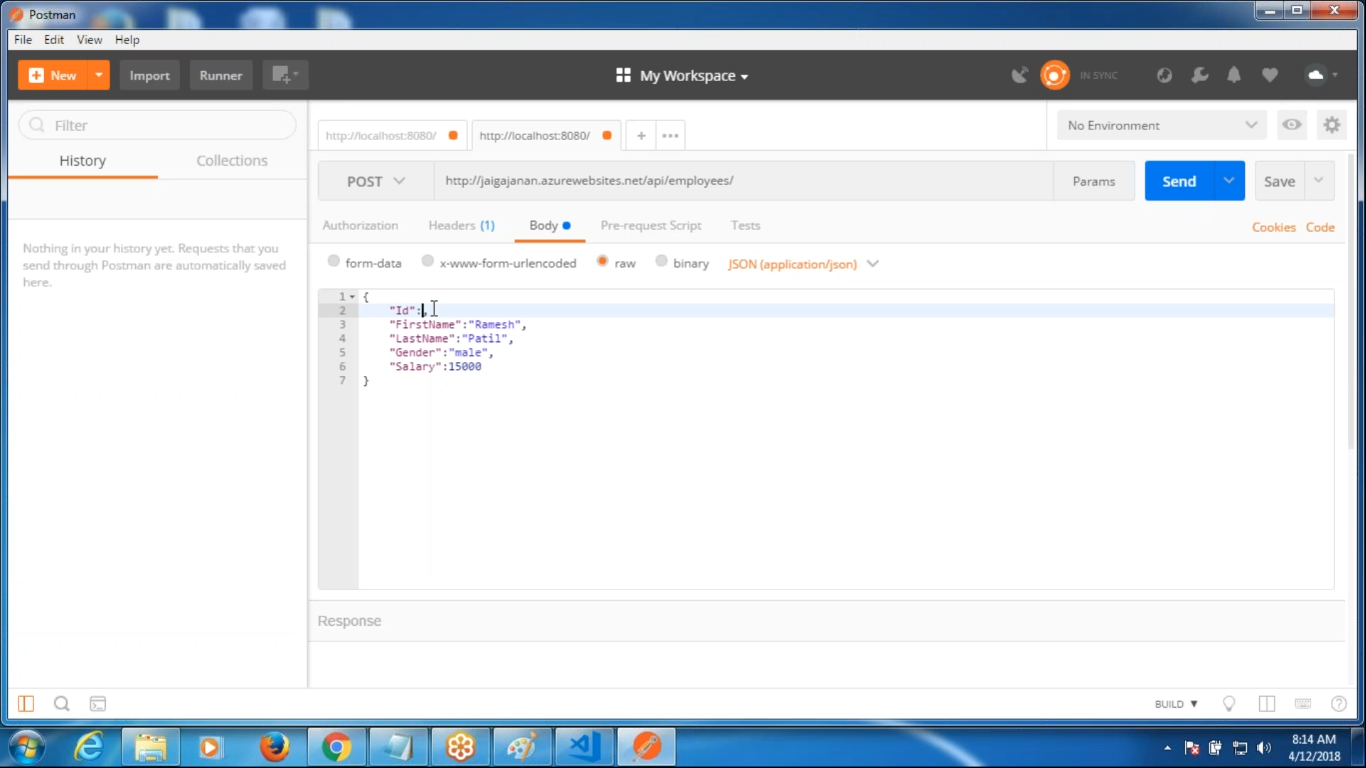 Postman
File Edit View Help
New Import Runner My Workspace IN SYNC
Filter
History Collections
Nothing in your history yet. Requests that you
send through Postman are automatically saved
here.
http://localhost:8080/ http://localhost:8080/ + ••• No Environment
POST http://jaigajanan.azurewebsites.net/api/employees/ Params Send Save
Authorization Headers (1) Body Pre-request Script Tests Cookies Code
form-data x-www-form-urlencoded raw binary JSON (application/json)
1 {
2 "Id":,
3 "FirstName":"Ramesh",
4 "LastName":"Patil",
5 "Gender":"male",
6 "Salary":15000
7 }
Response
BUILD
8:14 AM
4/12/2018